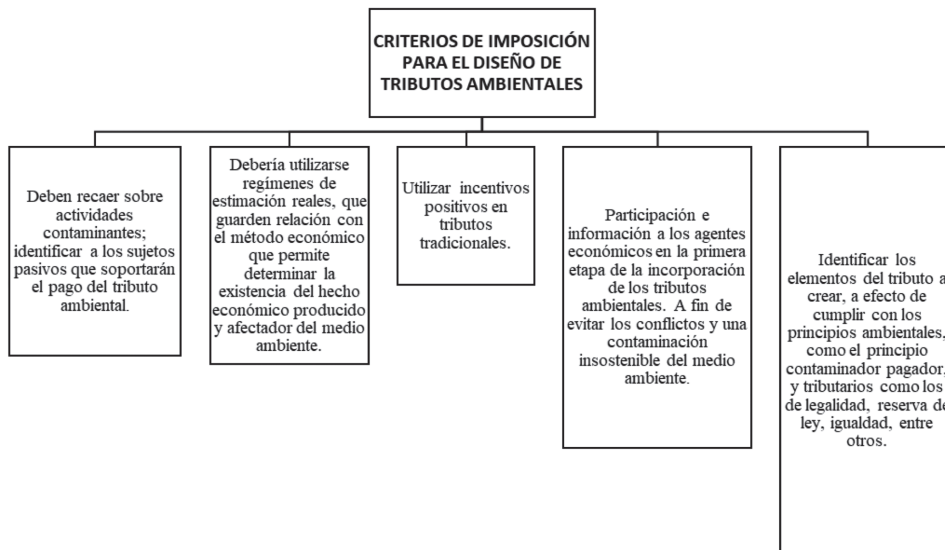 CRITERIOS DE IMPOSICIÓN
PARA EL DISEÑO DE
TRIBUTOS AMBIENTALES
Deben recaer sobre
actividades
contaminantes;
identificar a los sujetos
pasivos que soportarán
el pago del tributo
ambiental.
Debería utilizarse
regímenes de
estimación reales, que
guarden relación con
el método económico
que permite
determinar la
existencia del hecho
económico producido
y afectador del medio
ambiente.
Utilizar incentivos
positivos en
tributos
tradicionales.
Participación e
información a los agentes
económicos en la primera
etapa de la incorporación
de los tributos
ambientales. A fin de
evitar los conflictos y una
contaminación
insostenible del medio
ambiente.
Identificar los
elementos del tributo a
crear, a efecto de
cumplir con los
principios ambientales,
como el principio
contaminador pagador,
y tributarios como los
de legalidad, reserva de
ley, igualdad, entre
otros.